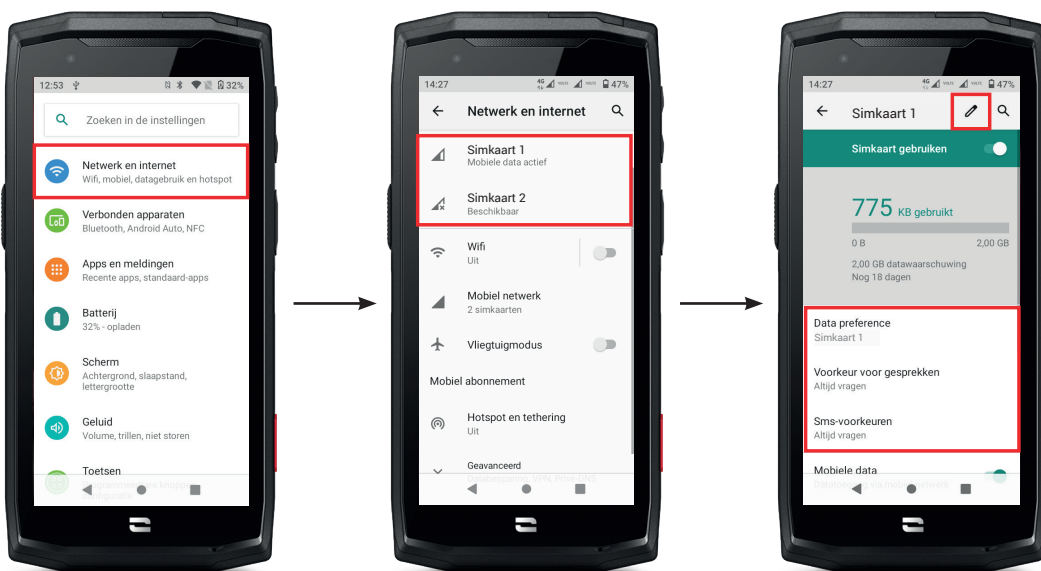 12:53
32%
Zoeken in de instellingen
Netwerk en internet
Wifi, mobiel, datagebruik en hotspot
Verbonden apparaten
Bluetooth, Android Auto, NFC
Apps en meldingen
Recente apps, standaard-apps
Batterij
32% - opladen
Scherm
Achtergrond, slaapstand,
lettergrootte
Geluid
Volume, trillen, niet storen
Toetsen
14:27
4G
47%
Netwerk en internet
Simkaart 1
Mobiele data actief
Simkaart 2
Beschikbaar
Wifi
Uit
Mobiel netwerk
2 simkaarten
Vliegtuigmodus
Mobiel abonnement
Hotspot en tethering
Uit
Geavanceerd
14:27
4G
47%
Simkaart 1
Simkaart gebruiken
775 KB gebruikt
0 B
2,00 GB
2,00 GB datawaarschuwing
Nog 18 dagen
Data preference
Simkaart 1
Voorkeur voor gesprekken
Altijd vragen
Sms-voorkeuren
Altijd vragen
Mobiele data